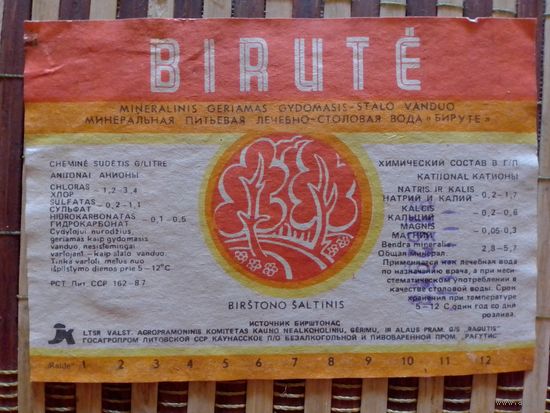 BIRUTĖ
MINERALINIS GERIAMAS GYDOMASIS-STALO VANDUO
МИНЕРАЛЬНАЯ ПИТЬЕВАЯ ЛЕЧЕБНО-СТОЛОВАЯ ВОДА «БИРУТЕ»
CHEMINĖ SUDĖTIS G/LITRE
ANIJONAI АНИОНЫ
CHLORAS
ХЛОР – 1,2-3,4
SULFATAS
СУЛЬФАТ – 0,2-1,1
HIDROKARBONATAS
ГИДРОКАРБОНАТ – 0,1-0,5
Gydytojui nurodžius,
geriamas kaip gydomasis
vanduo, nesistemingai
vartojant – kaip stalo vanduo.
Tinka vartoti metus nuo
išpilstymo dienos prie 5–12°C
РСТ Лит ССР 162-87
ХИМИЧЕСКИЙ СОСТАВ В Г/Л
KATIJONAI КАТИОНЫ
NATRIS IR KALIS
НАТРИЙ И КАЛИЙ – 0,2-1,7
KALCIS
КАЛЬЦИЙ – 0,2-0,6
MAGNIS
МАГНИЙ – 0,05-0,3
Bendra mineraliz.
Общая минерал. 2,8-5,7
Применяется как лечебная вода
по назначению врача, а при неси-
стематическом употреблении в
качестве столовой воды. Срок
хранения при температуре
5–12 С один год со дня
розлива.
BIRŠTONO ŠALTINIS
ИСТОЧНИК БИРШТОНАС
LTSR VALST. AGROPRAMONINIS KOMITETAS KAUNO NEALKOHOLINIU, GĖRIMU, IR ALAUS PRAM. G/S „RAGUTIS"
ГОСАГРОПРОМ ЛИТОВСКОЙ ССР КАУНАССКОЕ П/О БЕЗАЛКОГОЛЬНОЙ И ПИВОВАРЕННОЙ ПРОМ. "РАГУТИС"
1 2 3 4 5 6 7 8 9 10 11 12